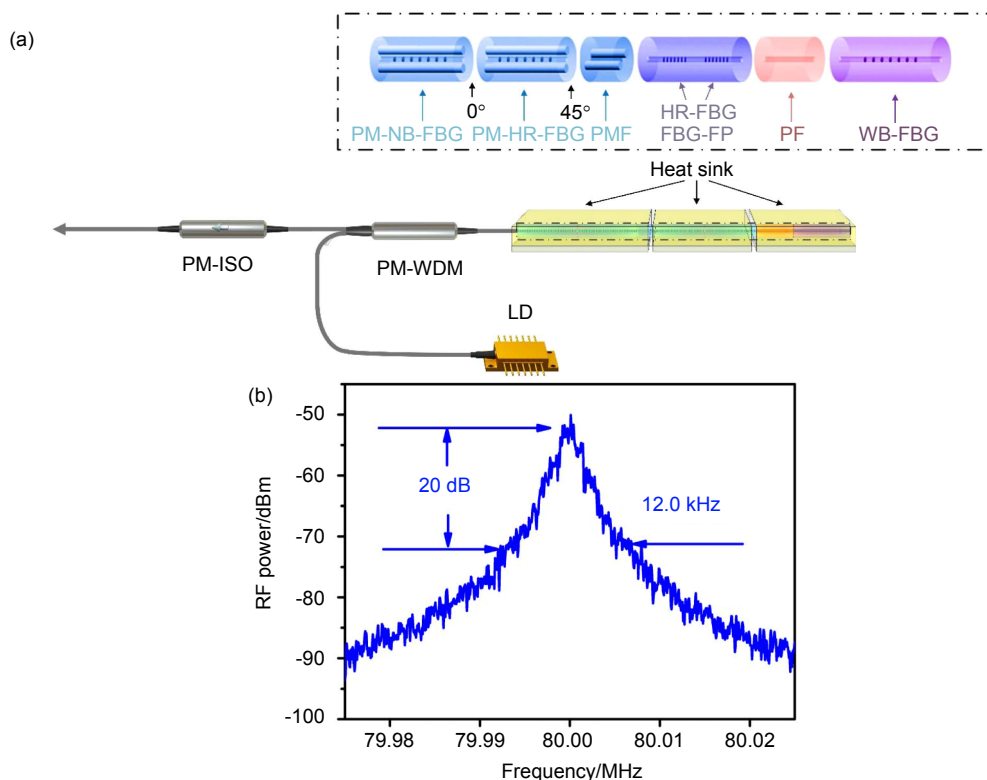 (a)
0°
45°
HR-FBG
PM-NB-FBG
PM-HR-FBG
PMF
FBG-FP
PF
WB-FBG
Heat sink
PM-ISO
PM-WDM
LD
(b)
-50
-60
-70
-80
-90
-100
RF power/dBm
20 dB
12.0 kHz
79.98
79.99
80.00
80.01
80.02
Frequency/MHz